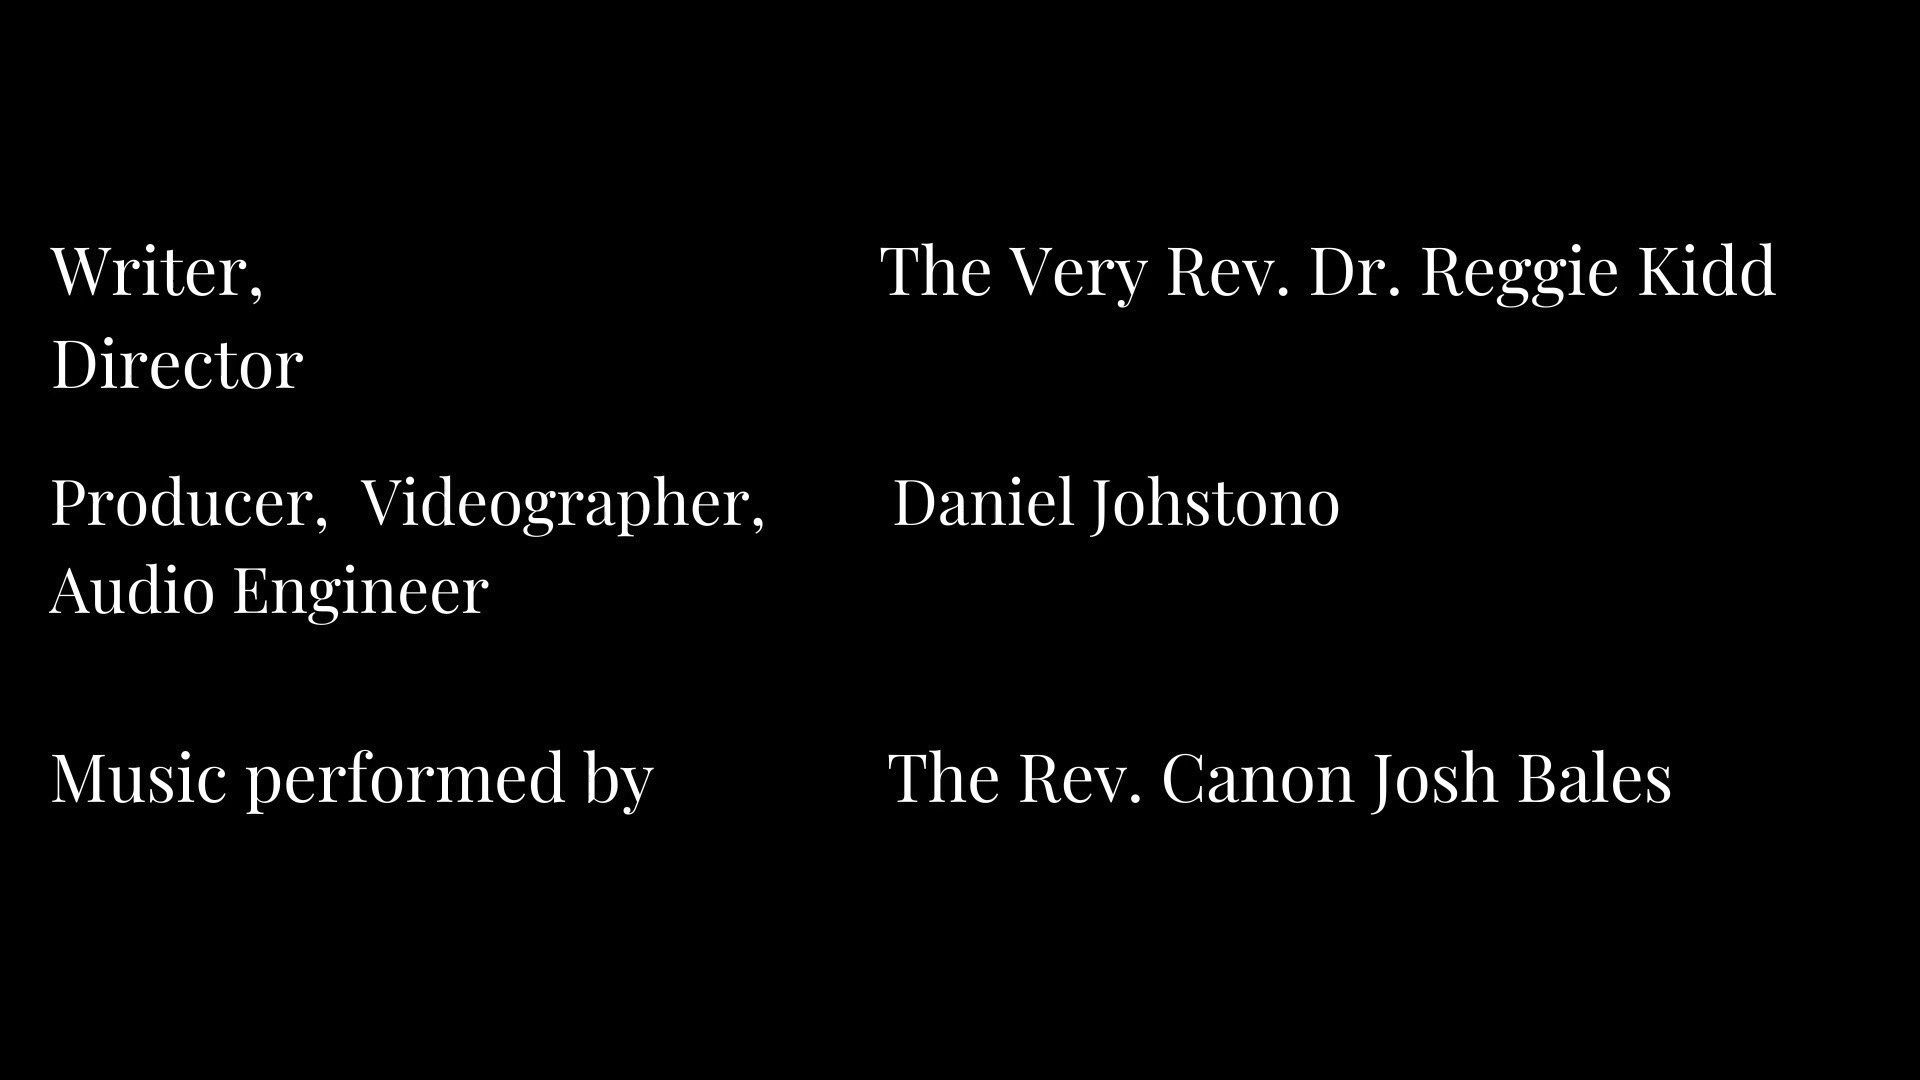 Writer, The Very Rev. Dr. Reggie Kidd
Director
Producer,  Videographer, Daniel Johstono
Audio Engineer
Music performed by The Rev. Canon Josh Bales